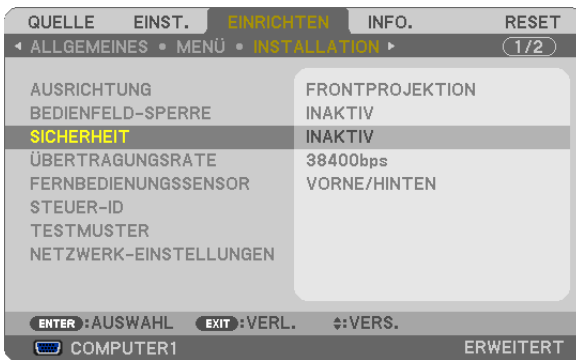 QUELLE EINST. EINRICHTEN INFO. RESET
ALLGEMEINES • MENÜ • INSTALLATION 1/2
AUSRICHTUNG FRONTPROJEKTION
BEDIENFELD-SPERRE INAKTIV
SICHERHEIT INAKTIV
ÜBERTRAGUNGSRATE 38400bps
FERNBEDIENUNGSSENSOR VORNE/HINTEN
STEUER-ID
TESTMUSTER
NETZWERK-EINSTELLUNGEN
ENTER :AUSWAHL EXIT :VERL. :VERS.
COMPUTER1 ERWEITERT